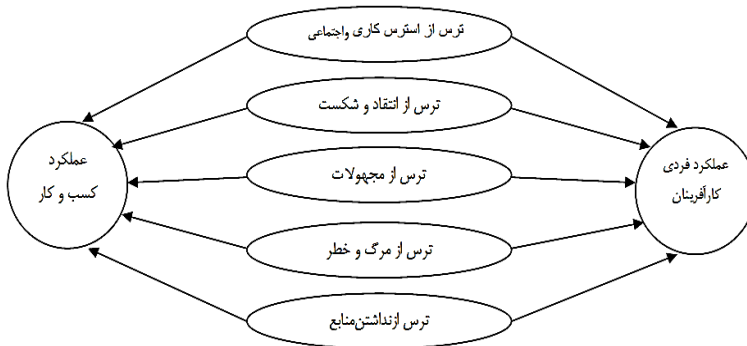 ترس از استرس کاری واجتماعی
ترس از انتقاد و شکست
عملکرد فردی
کارآفرینان
ترس از مجهولات
عملکرد
کسب و کار
ترس از مرگ و خطر
ترس ازنداشتن‌منابع